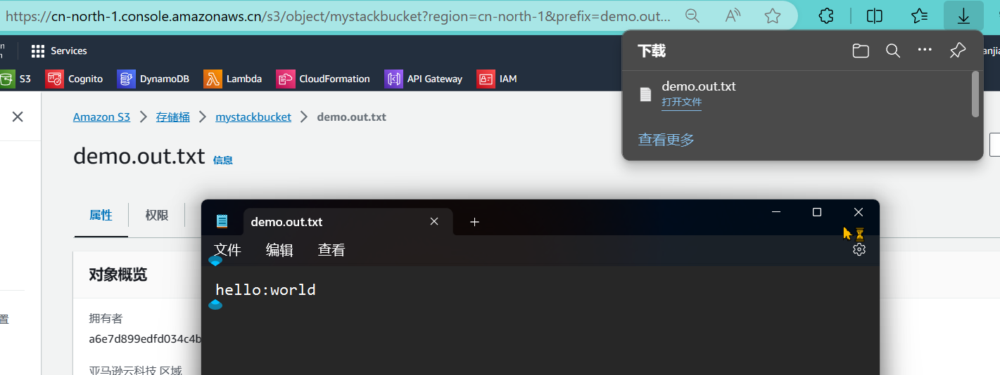 https://cn-north-1.console.amazonaws.cn/s3/object/mystackbucket?region=cn-north-1&prefix=demo.out...
Services
下载
S3 Cognito DynamoDB Lambda CloudFormation API Gateway IAM
demo.out.txt
打开文件
查看更多
Amazon S3 > 存储桶 > mystackbucket > demo.out.txt
demo.out.txt 信息
属性 权限
demo.out.txt
文件 编辑 查看
对象概览
hello:world
拥有者
置
a6e7d899edfd034c4b
亚马逊云科技 区域